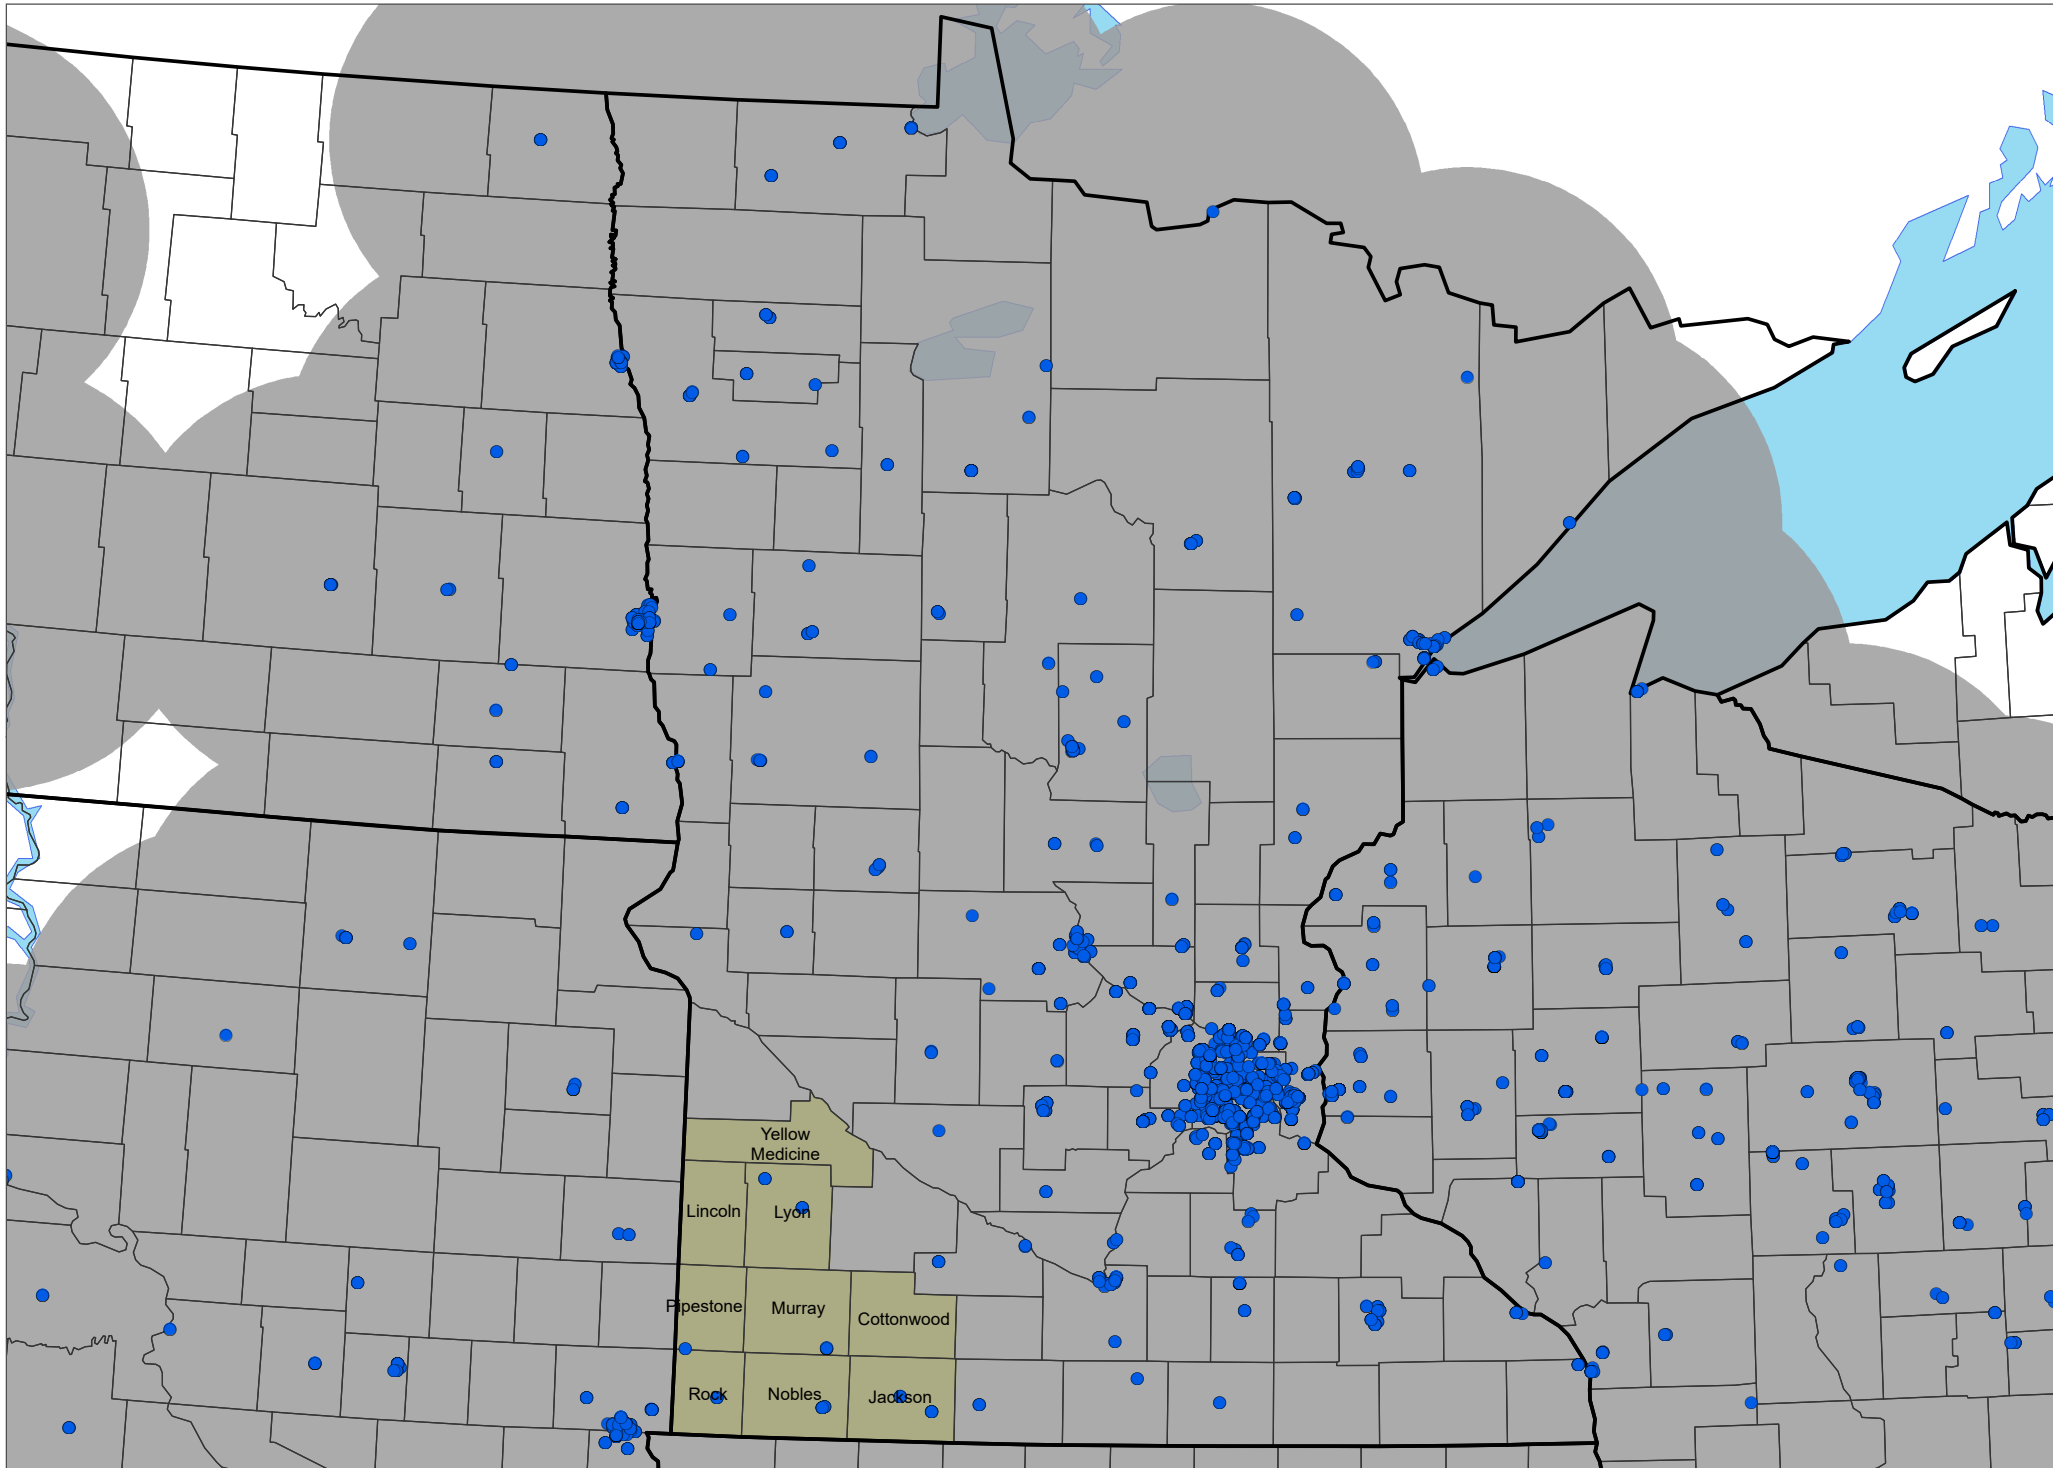 Yellow
Medicine
Lincoln
Lyon
Pipestone
Murray
Cottonwood
Rock
Nobles
Jackson